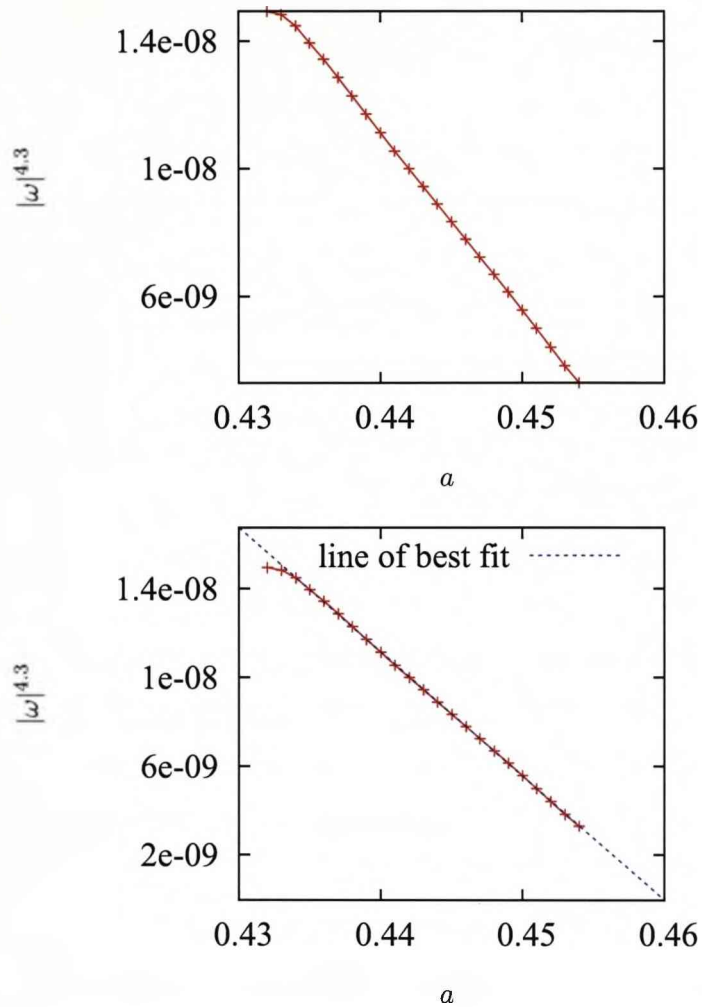 1.4e-08
1e-08
6e-09
|ω|^4.3
0.43 0.44 0.45 0.46
a
line of best fit
1.4e-08
1e-08
6e-09
2e-09
|ω|^4.3
0.43 0.44 0.45 0.46
a